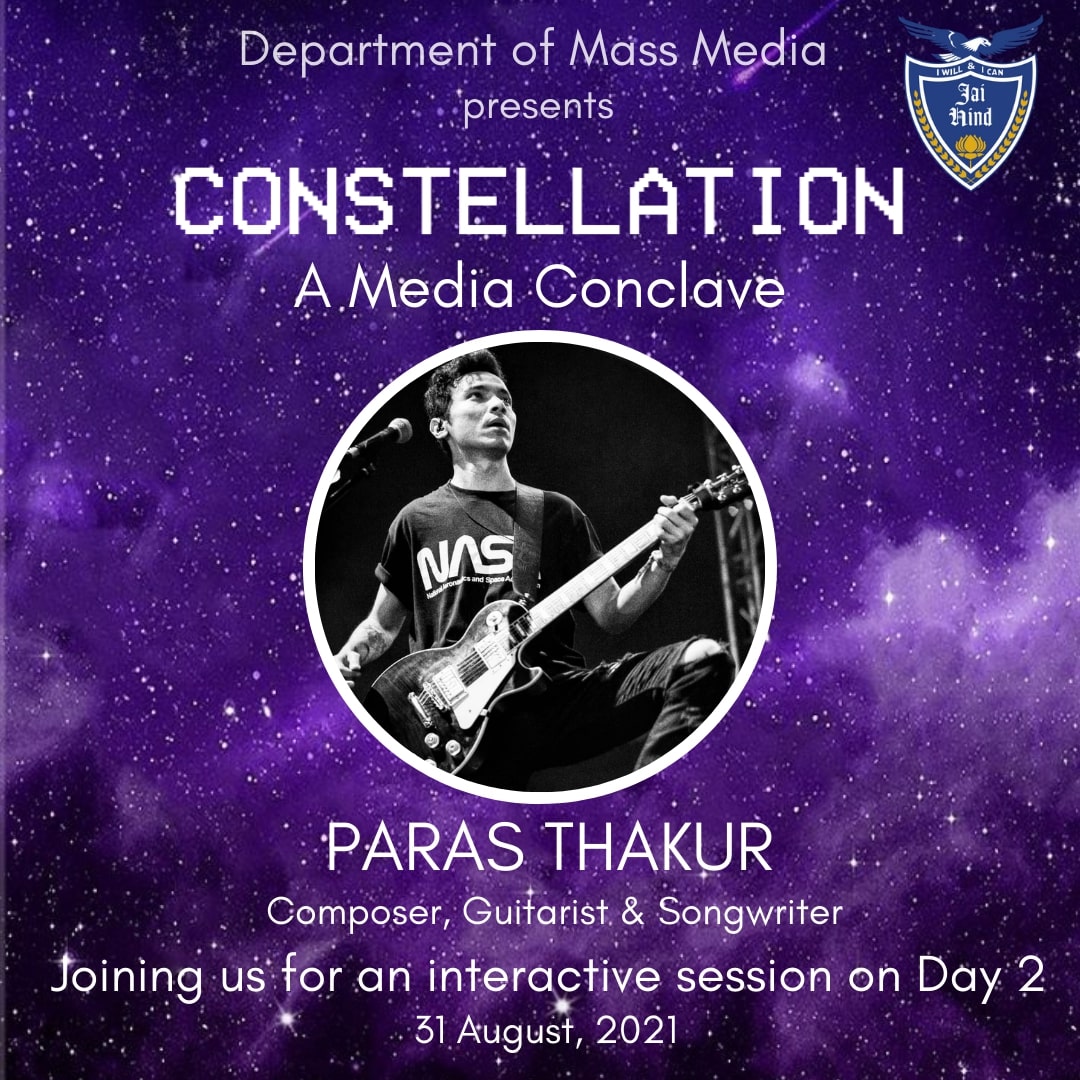 Department of Mass Media
presents
I WILL & I CAN
Jai
Hind
CONSTELLATION
A Media Conclave
NAS
PARAS THAKUR
Composer, Guitarist & Songwriter
Joining us for an interactive session on Day 2
31 August, 2021